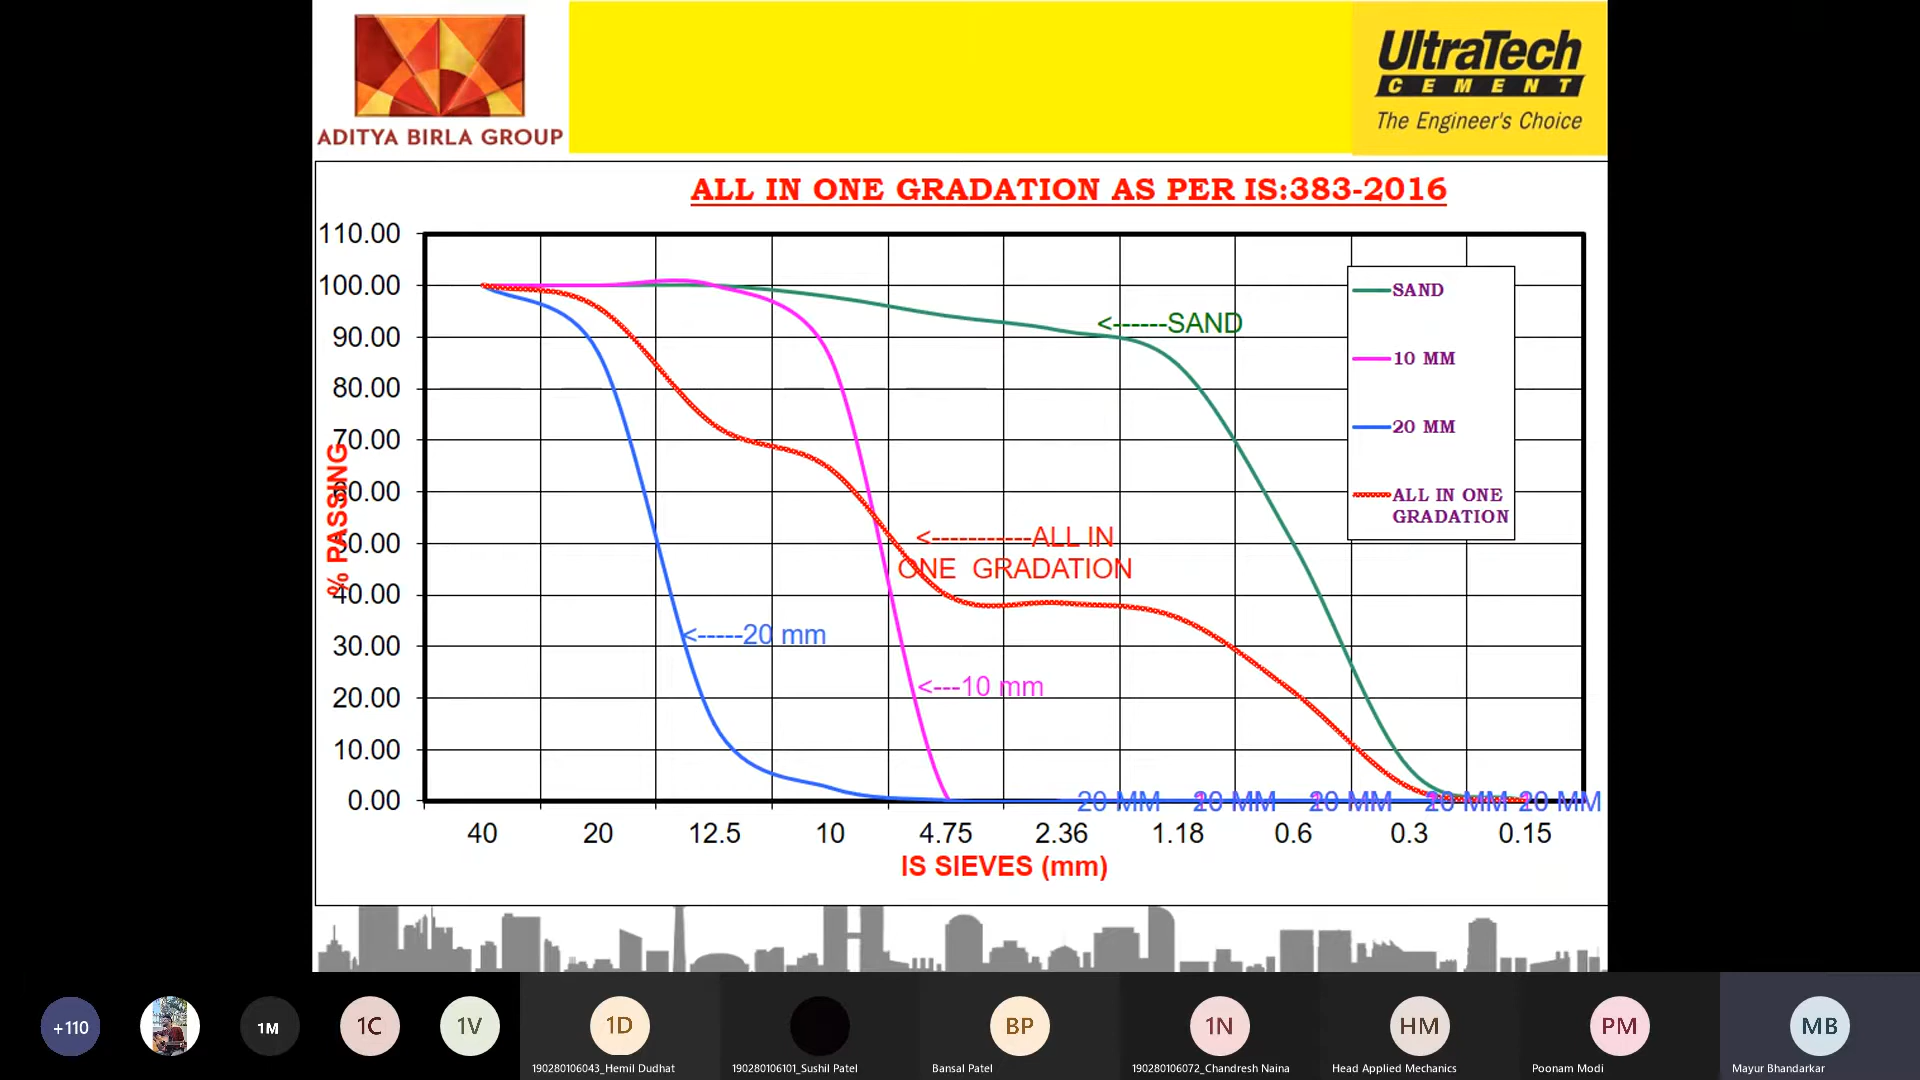 ADITYA BIRLA GROUP
UltraTech
CEMENT
The Engineer's Choice
ALL IN ONE GRADATION AS PER IS:383-2016
110.00
100.00
90.00
80.00
70.00
60.00
50.00
40.00
30.00
20.00
10.00
0.00
% PASSING
SAND
10 MM
20 MM
ALL IN ONE
GRADATION
<------SAND
<------------ALL IN
ONE GRADATION
<-----20 mm
<---10 mm
20 MM 20 MM 20 MM 20 MM 20 MM
40 20 12.5 10 4.75 2.36 1.18 0.6 0.3 0.15
IS SIEVES (mm)
+110
1M
1C
1V
1D
BP
1N
HM
PM
MB
190280106043_Hemil Dudhat
190280106101_Sushil Patel
Bansal Patel
190280106072_Chandresh Naina
Head Applied Mechanics
Poonam Modi
Mayur Bhandarkar